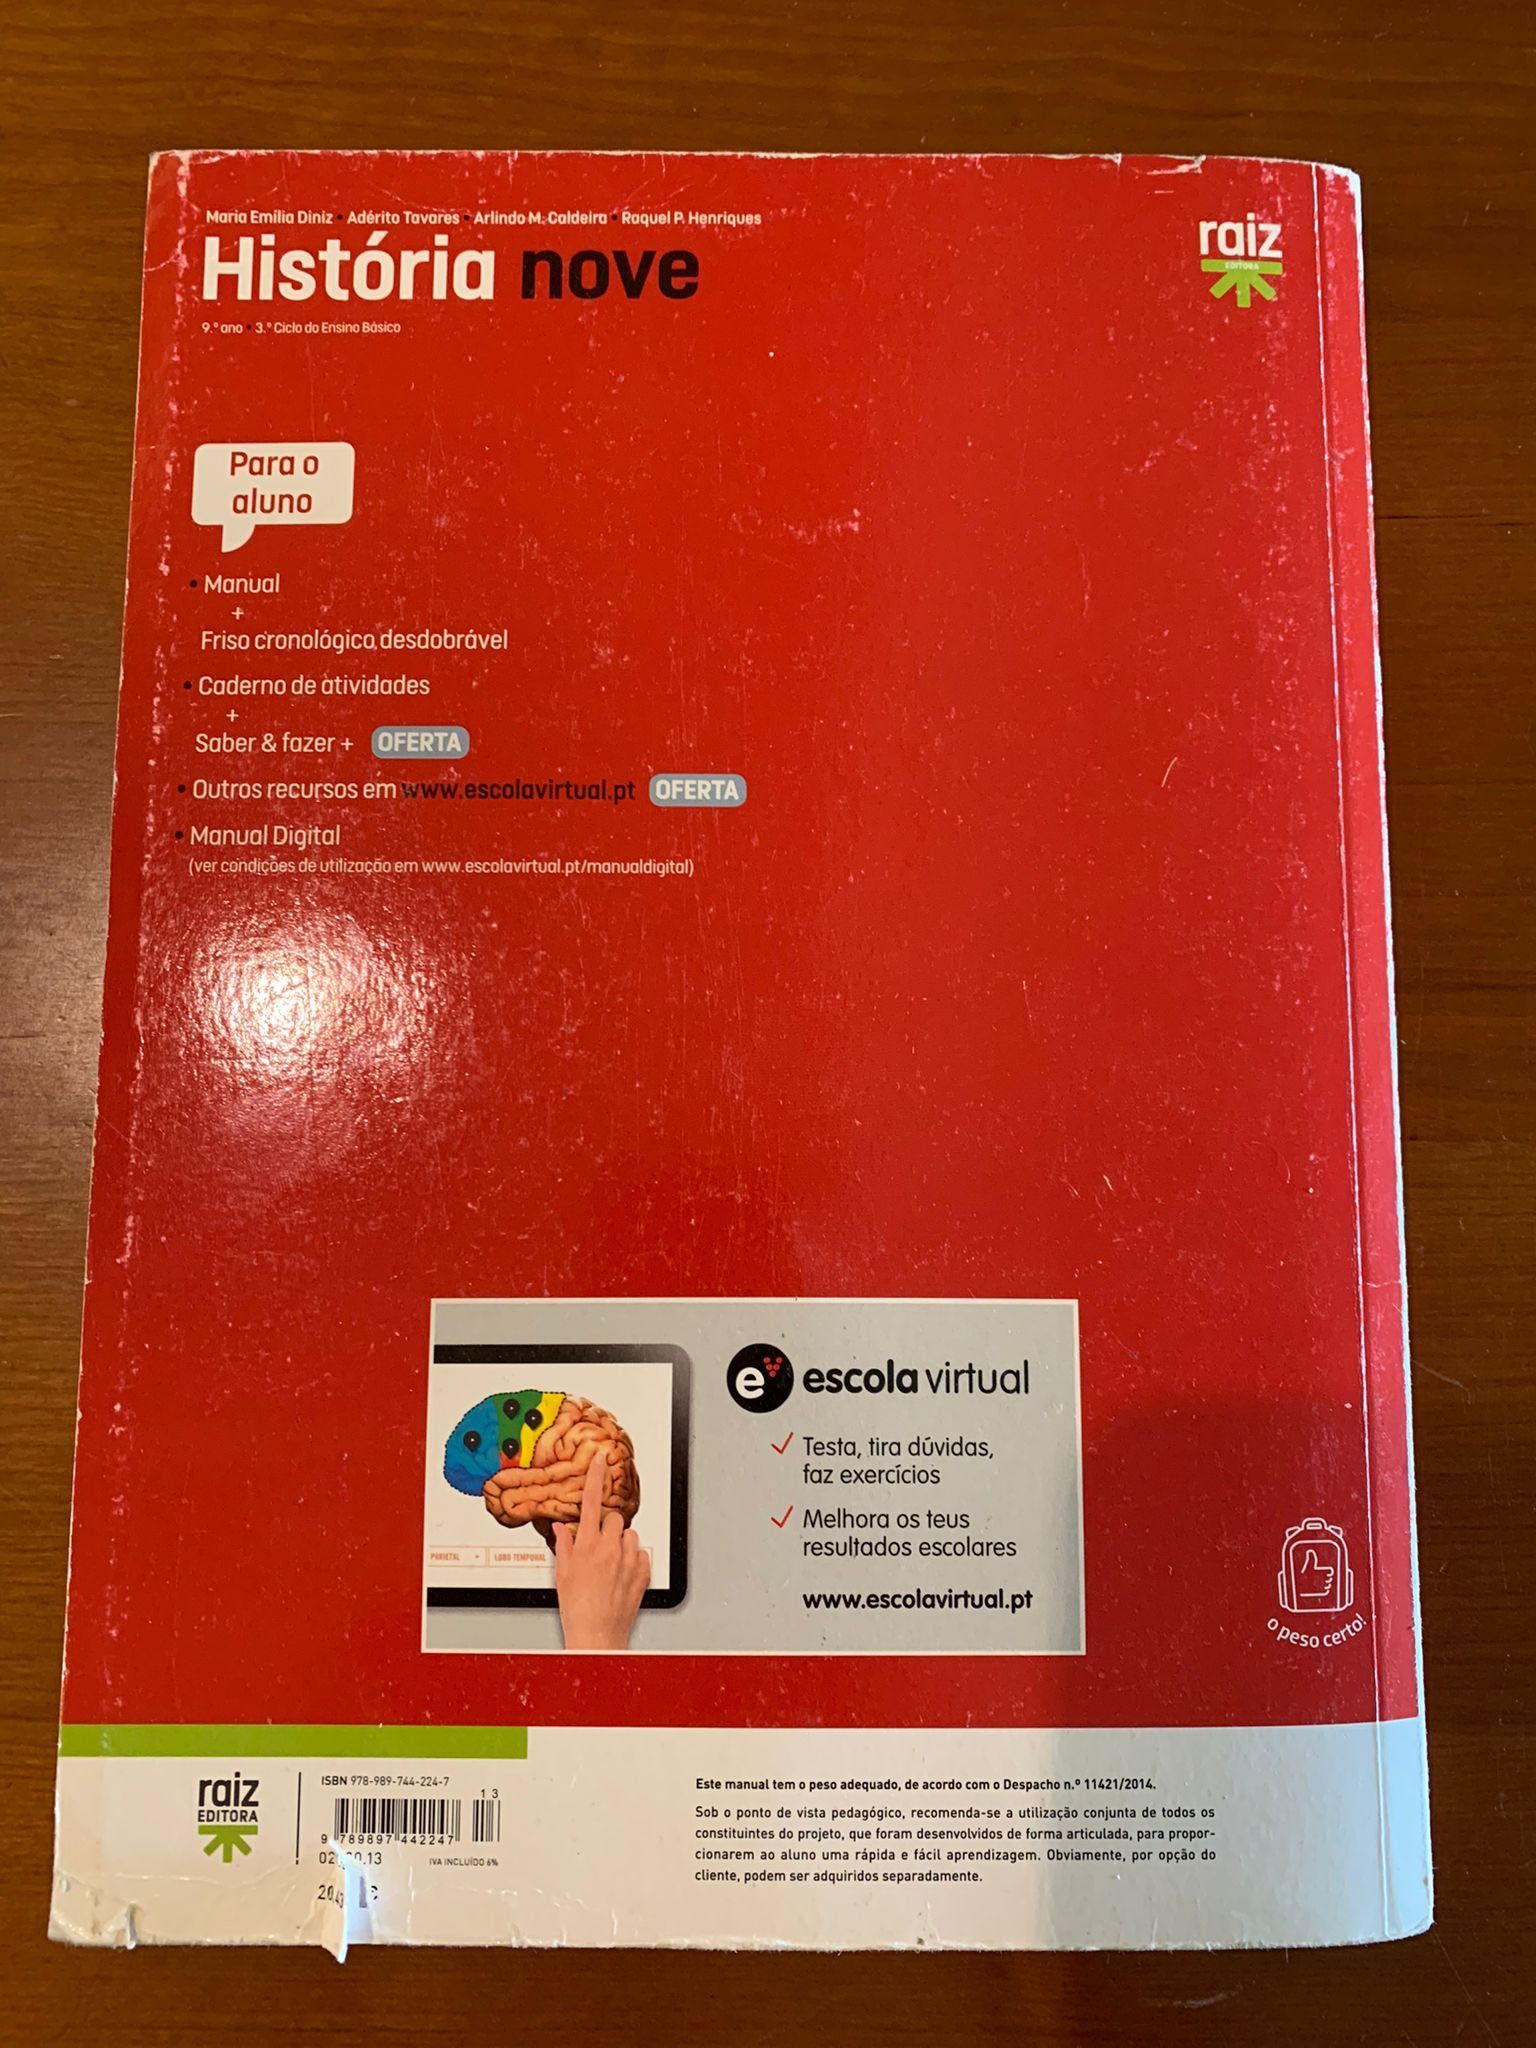 Maria Emília Diniz • Adérito Tavares • Arlindo M. Caldeira • Raquel P. Henriques
História nove
9.º ano • 3.º Ciclo do Ensino Básico
raiz
EDITORA
Para o
aluno
• Manual
+
Friso cronológico desdobrável
• Caderno de atividades
+
Saber & fazer + OFERTA
• Outros recursos em www.escolavirtual.pt OFERTA
• Manual Digital
(ver condições de utilização em www.escolavirtual.pt/manualdigital)
PARIETAL
LOBO TEMPORAL
e escola virtual
Testa, tira dúvidas,
faz exercícios
Melhora os teus
resultados escolares
www.escolavirtual.pt
o peso certo!
raiz
EDITORA
ISBN 978-989-744-224-7
13
9 789897 442247
IVA INCLUÍDO 6%
Este manual tem o peso adequado, de acordo com o Despacho n.º 11421/2014.
Sob o ponto de vista pedagógico, recomenda-se a utilização conjunta de todos os
constituintes do projeto, que foram desenvolvidos de forma articulada, para propor-
cionarem ao aluno uma rápida e fácil aprendizagem. Obviamente, por opção do
cliente, podem ser adquiridos separadamente.